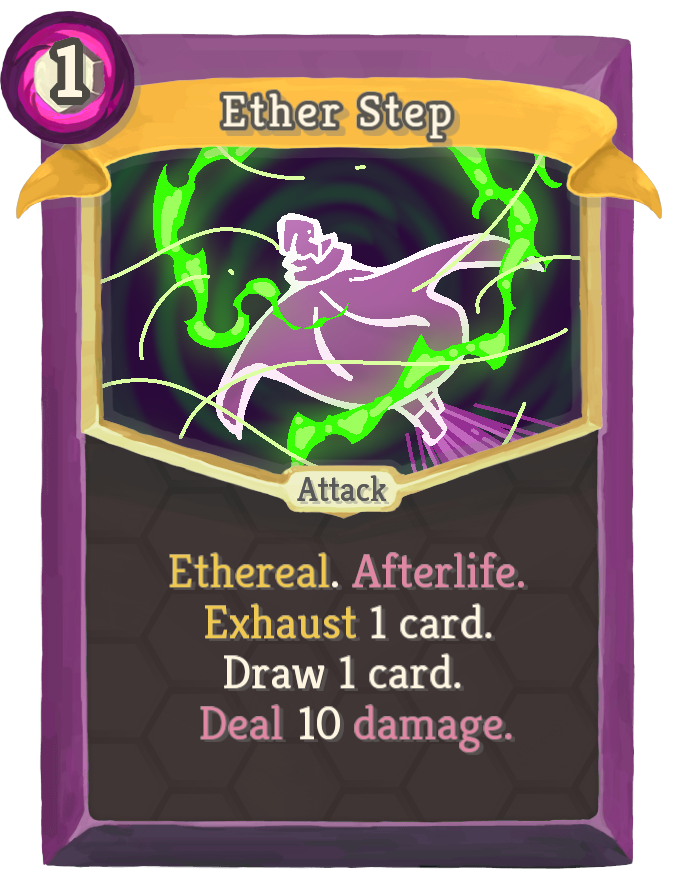 1
Ether Step
Attack
Ethereal. Afterlife.
Exhaust 1 card.
Draw 1 card.
Deal 10 damage.